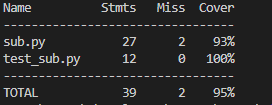 Name          Stmts   Miss  Cover
---------------------------------
sub.py           27      2    93%
test_sub.py      12      0   100%
---------------------------------
TOTAL            39      2    95%